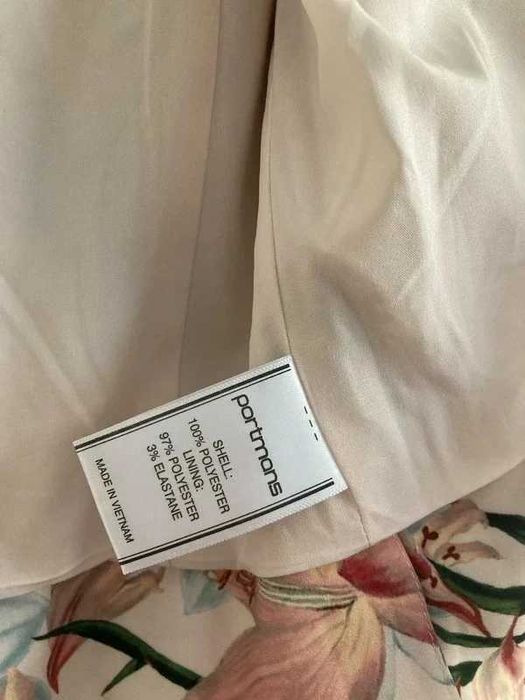 portmans
SHELL:
100% POLYESTER
LINING:
97% POLYESTER
3% ELASTANE
MADE IN VIETNAM